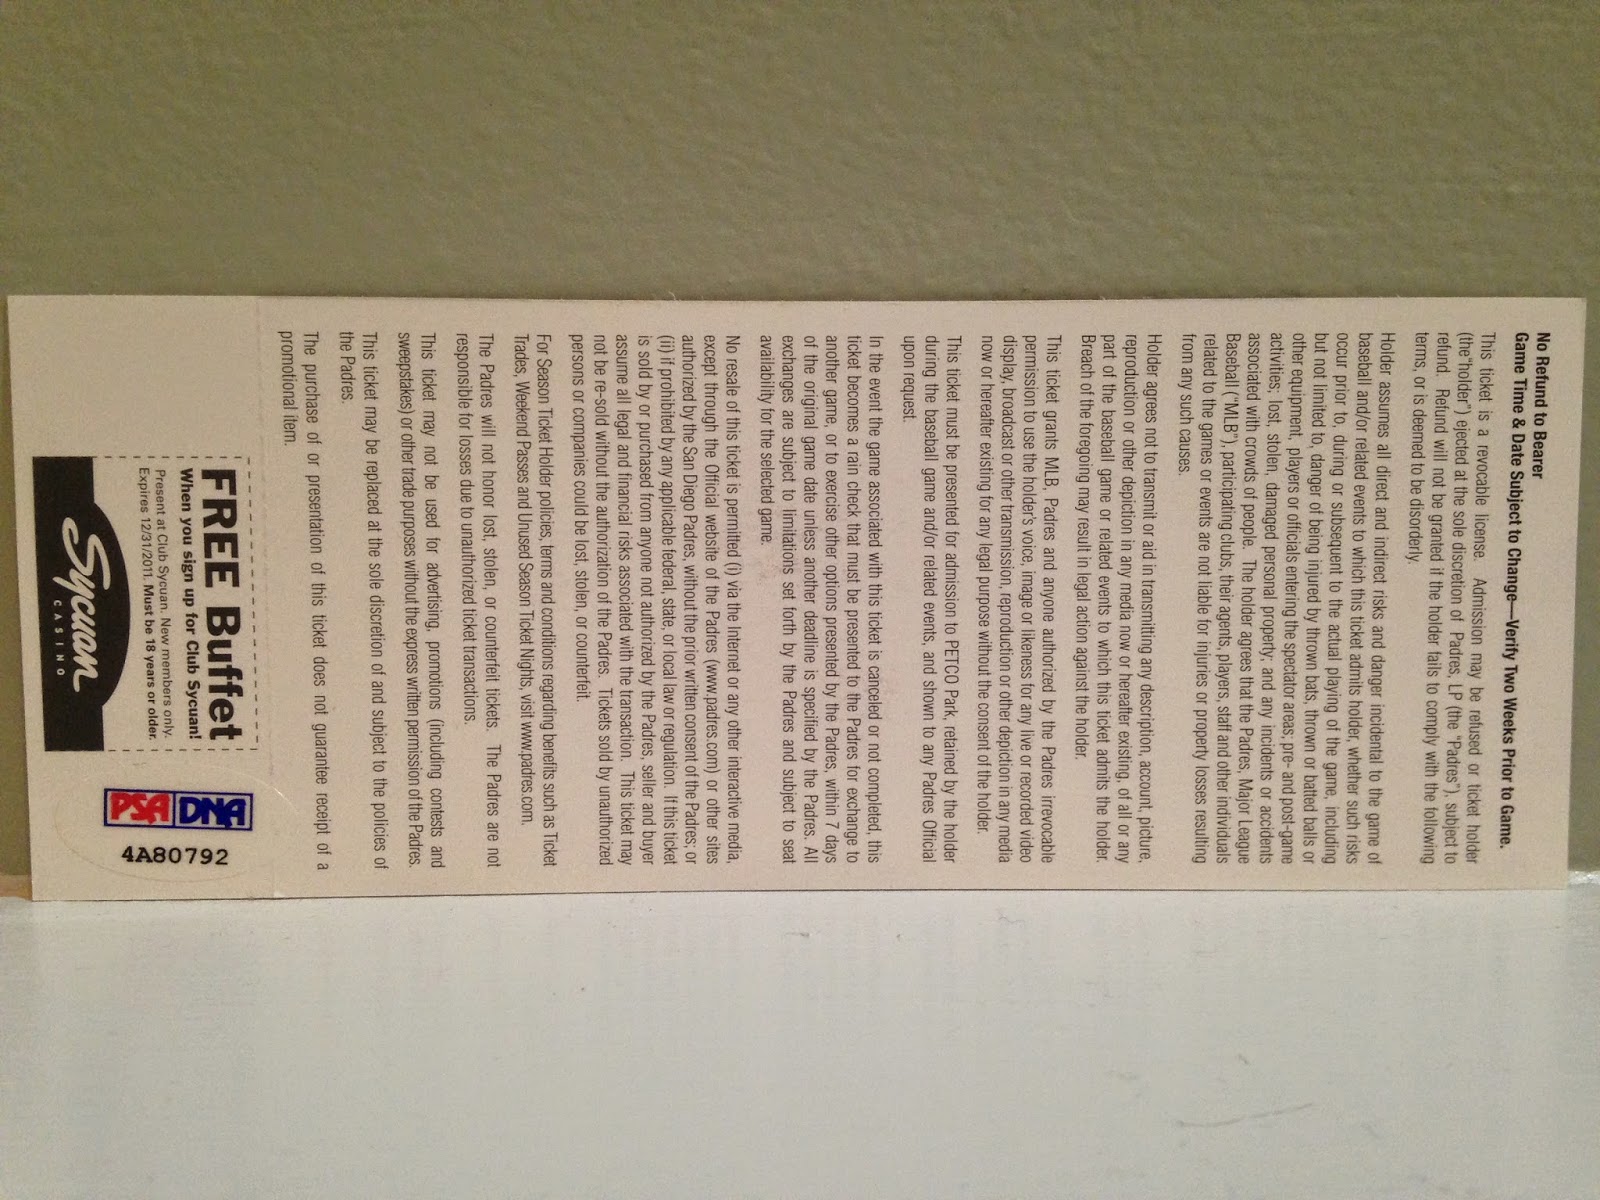 No Refund to Bearer
Game Time & Date Subject to Change—Verify Two Weeks Prior to Game.
This ticket is a revocable license. Admission may be refused or ticket holder
(the "holder") ejected at the sole discretion of Padres, LP (the "Padres"), subject to
refund. Refund will not be granted if the holder fails to comply with the following
terms, or is deemed to be disorderly.
Holder assumes all direct and indirect risks and danger incidental to the game of
baseball and/or related events to which this ticket admits holder, whether such risks
occur prior to, during or subsequent to the actual playing of the game, including
but not limited to, danger of being injured by thrown bats, thrown or batted balls or
other equipment, players or officials entering the spectator areas; pre- and post-game
activities; lost, stolen, damaged personal property; and any incidents or accidents
associated with crowds of people. The holder agrees that the Padres, Major League
Baseball ("MLB"), participating clubs, their agents, players, staff and other individuals
related to the games or events are not liable for injuries or property losses resulting
from any such causes.
Holder agrees not to transmit or aid in transmitting any description, account, picture,
reproduction or other depiction in any media now or hereafter existing, of all or any
part of the baseball game or related events to which this ticket admits the holder.
Breach of the foregoing may result in legal action against the holder.
This ticket grants MLB, Padres and anyone authorized by the Padres irrevocable
permission to use the holder's voice, image or likeness for any live or recorded video
display, broadcast or other transmission, reproduction or other depiction in any media
now or hereafter existing for any legal purpose without the consent of the holder.
This ticket must be presented for admission to PETCO Park, retained by the holder
during the baseball game and/or related events, and shown to any Padres Official
upon request.
In the event the game associated with this ticket is canceled or not completed, this
ticket becomes a rain check that must be presented to the Padres for exchange to
another game, or to exercise other options presented by the Padres, within 7 days
of the original game date unless another deadline is specified by the Padres. All
exchanges are subject to limitations set forth by the Padres and subject to seat
availability for the selected game.
No resale of this ticket is permitted (i) via the Internet or any other interactive media,
except through the Official website of the Padres (www.padres.com) or other sites
authorized by the San Diego Padres, without the prior written consent of the Padres; or
(ii) if prohibited by any applicable federal, state, or local law or regulation. If this ticket
is sold by or purchased from anyone not authorized by the Padres, seller and buyer
assume all legal and financial risks associated with the transaction. This ticket may
not be re-sold without the authorization of the Padres. Tickets sold by unauthorized
persons or companies could be lost, stolen, or counterfeit.
For Season Ticket Holder policies, terms and conditions regarding benefits such as Ticket
Trades, Weekend Passes and Unused Season Ticket Nights, visit www.padres.com.
The Padres will not honor lost, stolen, or counterfeit tickets. The Padres are not
responsible for losses due to unauthorized ticket transactions.
This ticket may not be used for advertising, promotions (including contests and
sweepstakes) or other trade purposes without the express written permission of the Padres.
This ticket may be replaced at the sole discretion of and subject to the policies of
the Padres.
The purchase of or presentation of this ticket does not guarantee receipt of a
promotional item.
FREE Buffet
When you sign up for Club Sycuan!
Present at Club Sycuan. New members only.
Expires 12/31/2011. Must be 18 years or older.
Sycuan
CASINO
PSA DNA
4A80792